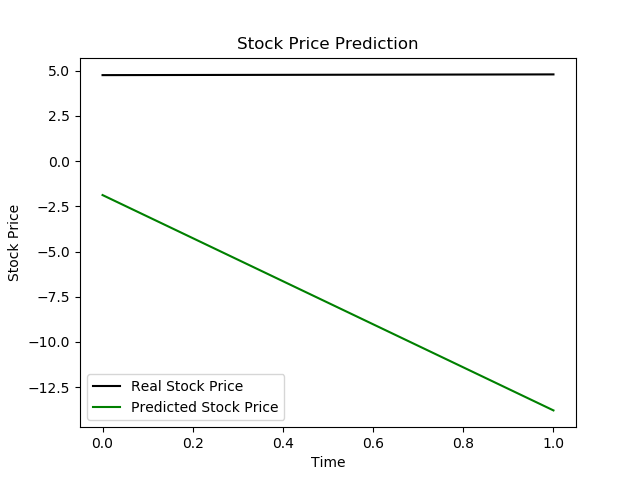 Stock Price Prediction
5.0
2.5
0.0
−2.5
−5.0
−7.5
−10.0
−12.5
Stock Price
Real Stock Price
Predicted Stock Price
0.0 0.2 0.4 0.6 0.8 1.0
Time